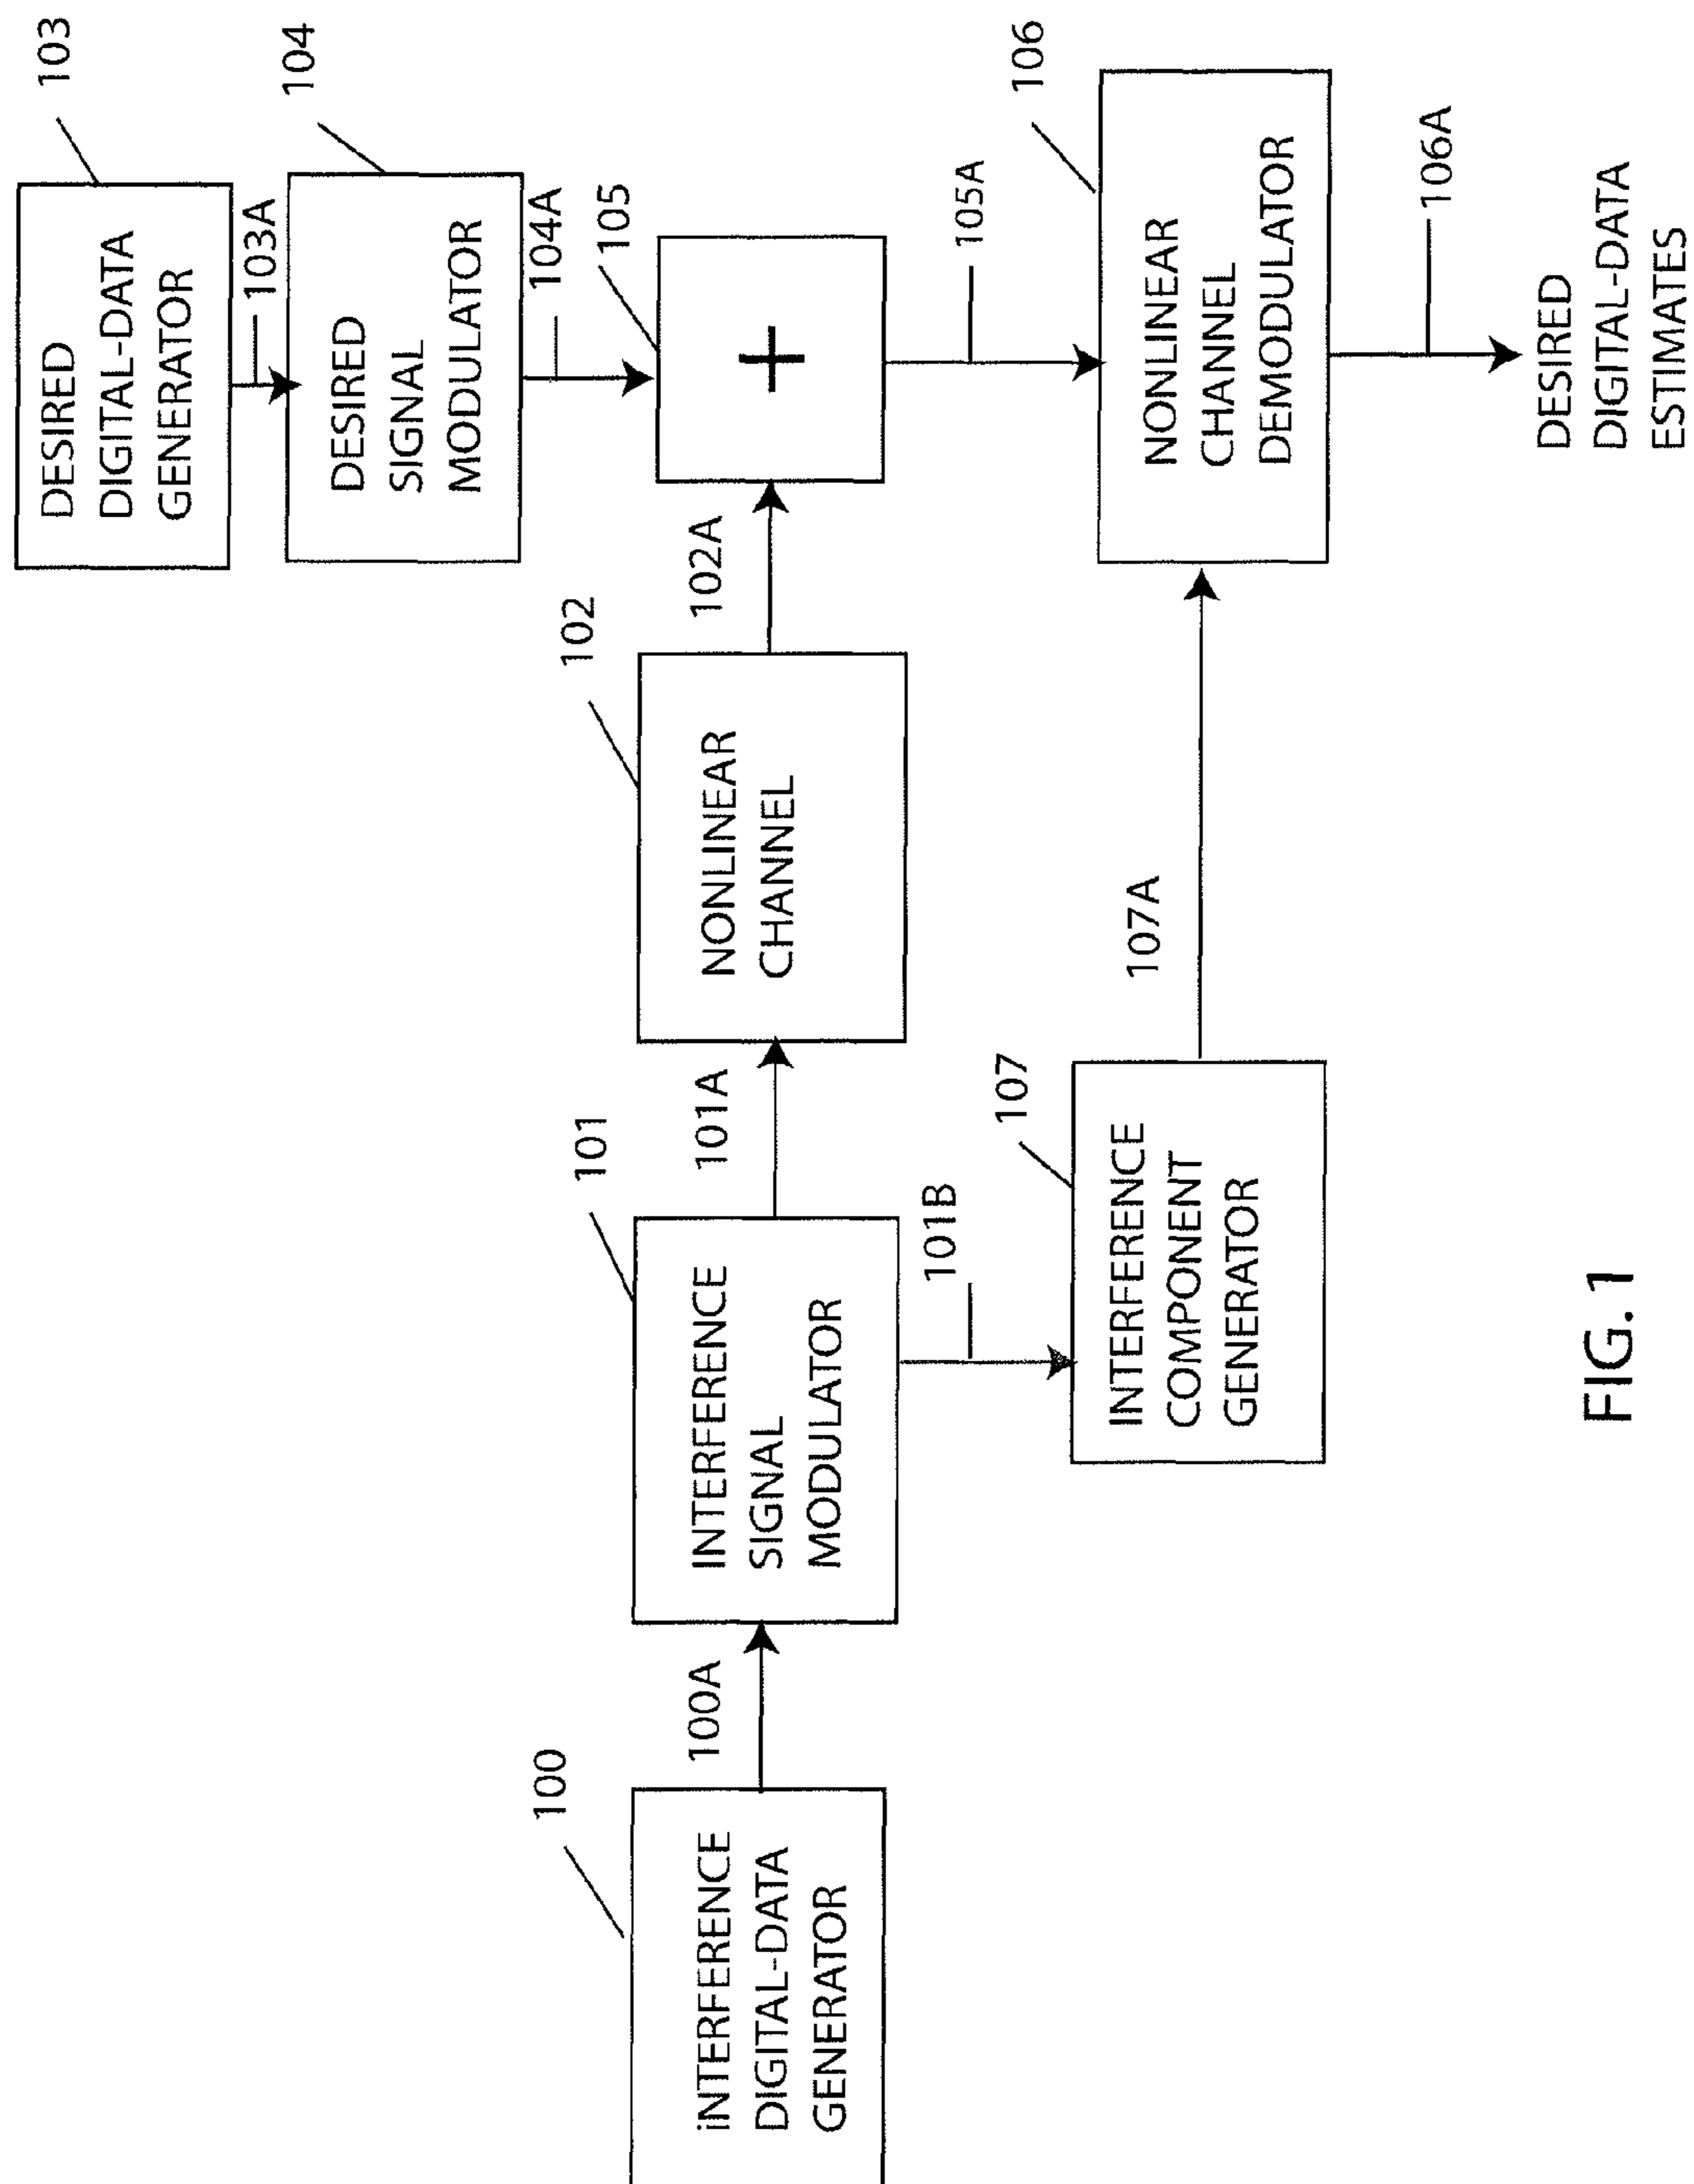 103
DESIRED
DIGITAL-DATA
GENERATOR
103A
104
DESIRED
SIGNAL
MODULATOR
104A
105
+
102
NONLINEAR
CHANNEL
102A
101
INTERFERENCE
SIGNAL
MODULATOR
101A
100
iNTERFERENCE
DIGITAL-DATA
GENERATOR
100A
101B
107
INTERFERENCE
COMPONENT
GENERATOR
107A
105A
106
NONLINEAR
CHANNEL
DEMODULATOR
106A
DESIRED
DIGITAL-DATA
ESTIMATES
FIG. 1